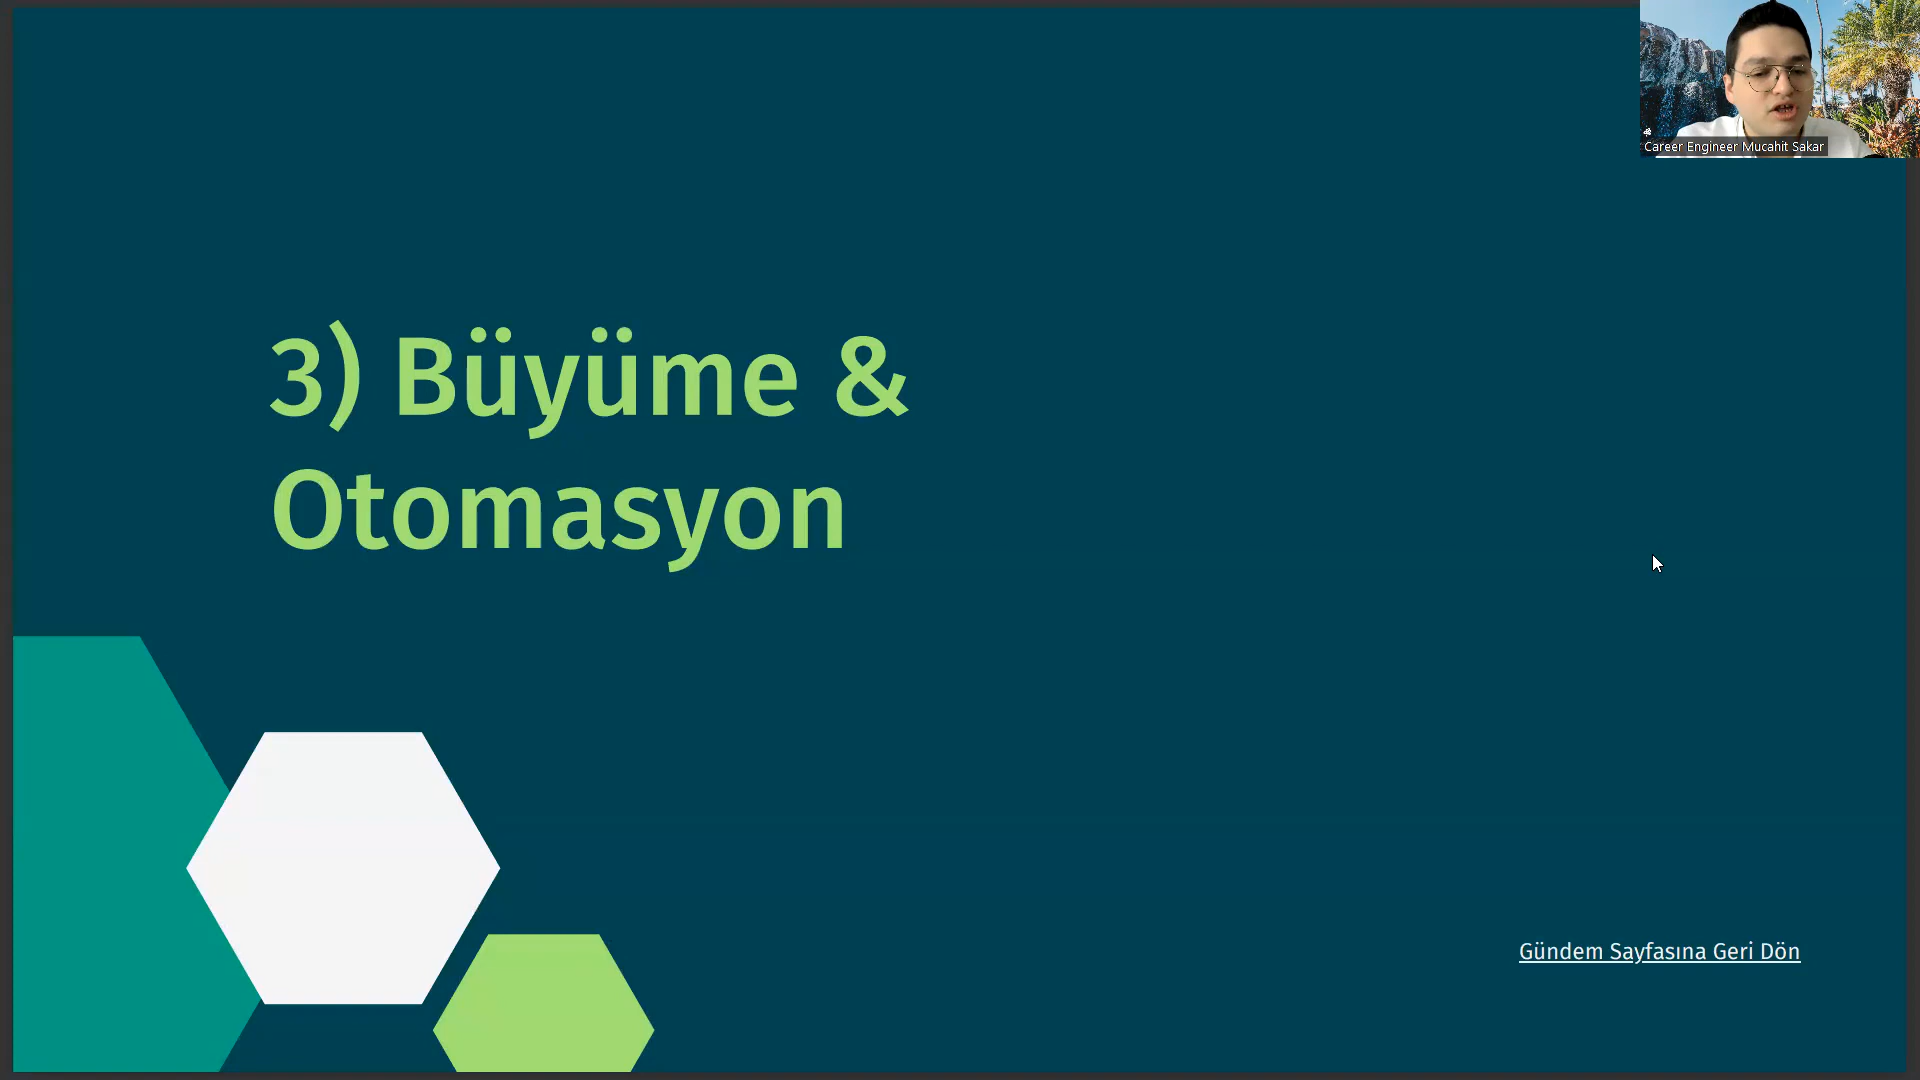 Career Engineer Mucahit Sakar
3) Büyüme &
Otomasyon
Gündem Sayfasına Geri Dön